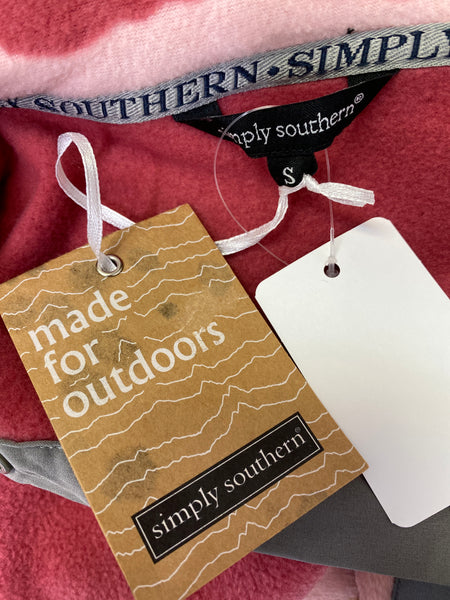 SOUTHERN • SIMPLY
simply southern®
S
made
for
outdoors
simply southern®